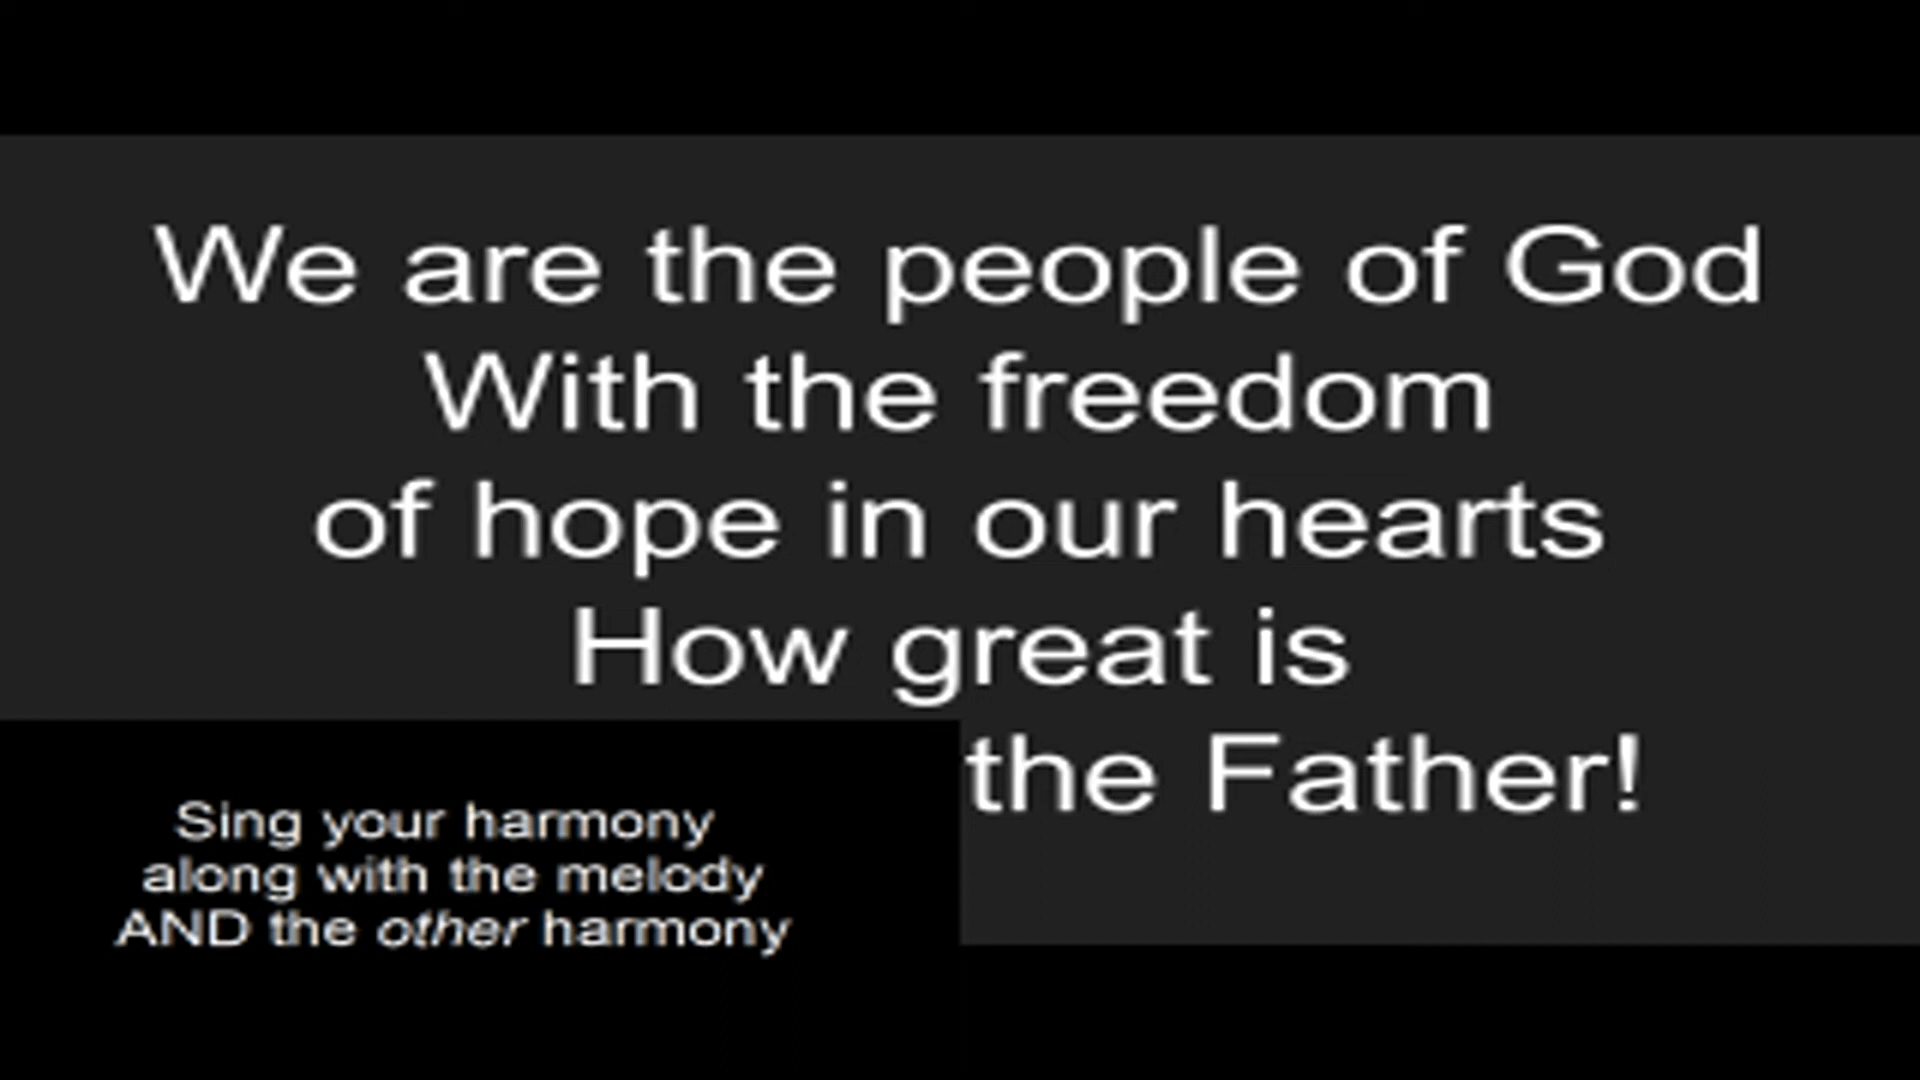 We are the people of God
With the freedom
of hope in our hearts
How great is
the Father!
Sing your harmony
along with the melody
AND the other harmony